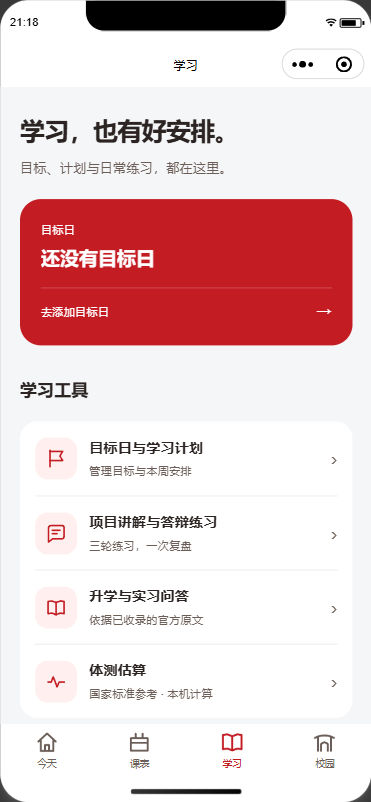 21:18
学习
学习，也有好安排。
目标、计划与日常练习，都在这里。
目标日
还没有目标日
去添加目标日 →
学习工具
目标日与学习计划
管理目标与本周安排
项目讲解与答辩练习
三轮练习，一次复盘
升学与实习问答
依据已收录的官方原文
体测估算
国家标准参考 · 本机计算
今天 课表 学习 校园